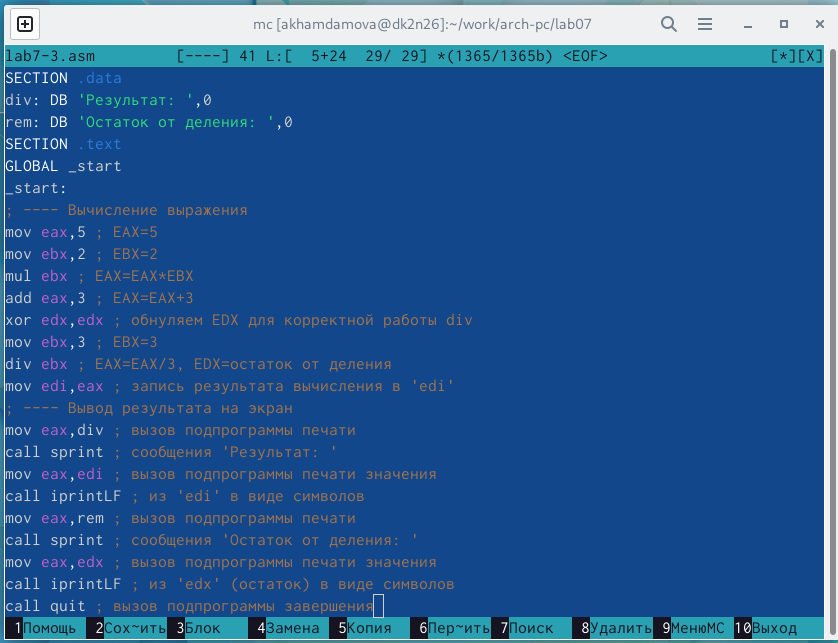 mc [akhamdamova@dk2n26]:~/work/arch-pc/lab07
lab7-3.asm [----] 41 L:[ 5+24 29/ 29] *(1365/1365b) <EOF> [*][X]
SECTION .data
div: DB 'Результат: ',0
rem: DB 'Остаток от деления: ',0
SECTION .text
GLOBAL _start
_start:
; ---- Вычисление выражения
mov eax,5 ; EAX=5
mov ebx,2 ; EBX=2
mul ebx ; EAX=EAX*EBX
add eax,3 ; EAX=EAX+3
xor edx,edx ; обнуляем EDX для корректной работы div
mov ebx,3 ; EBX=3
div ebx ; EAX=EAX/3, EDX=остаток от деления
mov edi,eax ; запись результата вычисления в 'edi'
; ---- Вывод результата на экран
mov eax,div ; вызов подпрограммы печати
call sprint ; сообщения 'Результат: '
mov eax,edi ; вызов подпрограммы печати значения
call iprintLF ; из 'edi' в виде символов
mov eax,rem ; вызов подпрограммы печати
call sprint ; сообщения 'Остаток от деления: '
mov eax,edx ; вызов подпрограммы печати значения
call iprintLF ; из 'edx' (остаток) в виде символов
call quit ; вызов подпрограммы завершения
1Помощь 2Сох~ить 3Блок 4Замена 5Копия 6Пер~ить 7Поиск 8Удалить 9МенюМС 10Выход